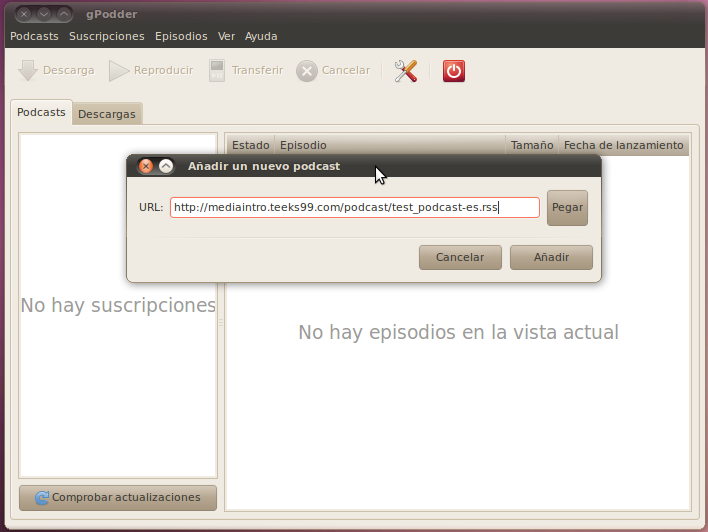 gPodder
Podcasts Suscripciones Episodios Ver Ayuda
Descarga Reproducir Transferir Cancelar
Podcasts Descargas
Estado Episodio Tamaño Fecha de lanzamiento
Añadir un nuevo podcast
URL: http://mediaintro.teeks99.com/podcast/test_podcast-es.rss Pegar
Cancelar Añadir
No hay suscripciones
No hay episodios en la vista actual
Comprobar actualizaciones